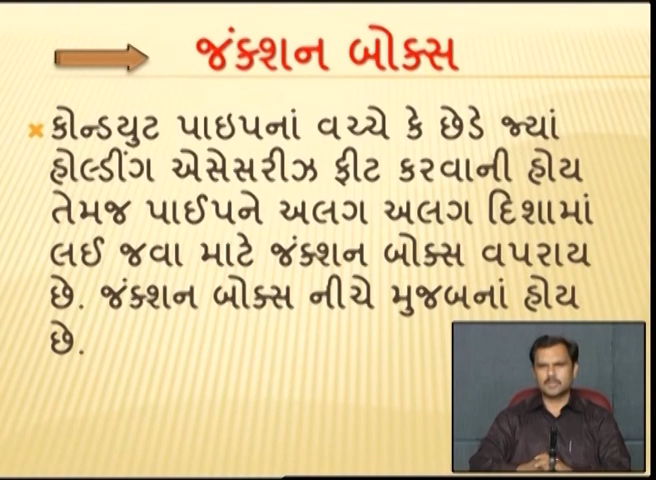 જંક્શન બોક્સ
કોન્ડયુટ પાઇપનાં વચ્ચે કે છેડે જ્યાં
હોલ્ડીંગ એસેસરીઝ ફીટ કરવાની હોય
તેમજ પાઈપને અલગ અલગ દિશામાં
લઈ જવા માટે જંક્શન બોક્સ વપરાય
છે. જંક્શન બોક્સ નીચે મુજબનાં હોય
છે.